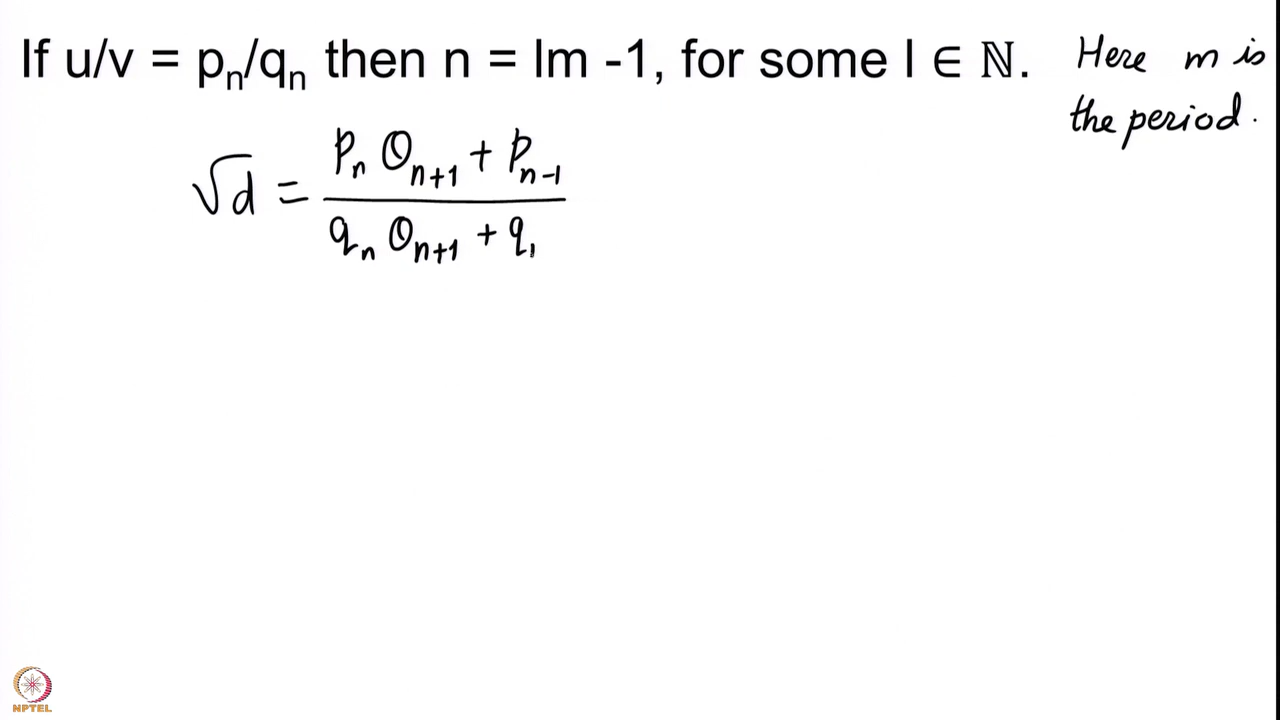 If u/v = pₙ/qₙ then n = lm -1, for some l ∈ ℕ. Here m is
the period.
√d = (pₙ θₙ₊₁ + pₙ₋₁) / (qₙ θₙ₊₁ + q₁
NPTEL